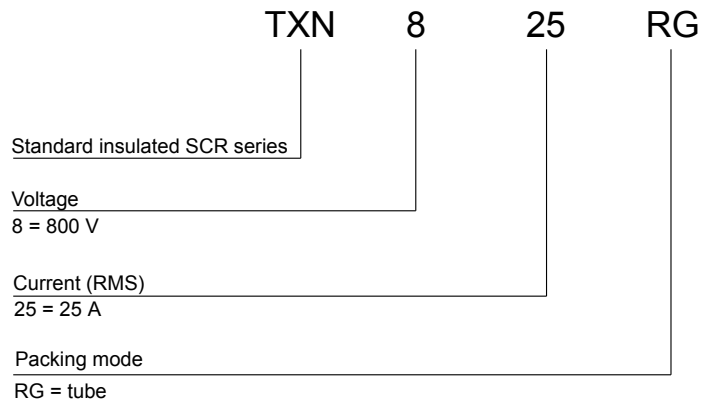 TXN 8 25 RG
Standard insulated SCR series
Voltage
8 = 800 V
Current (RMS)
25 = 25 A
Packing mode
RG = tube